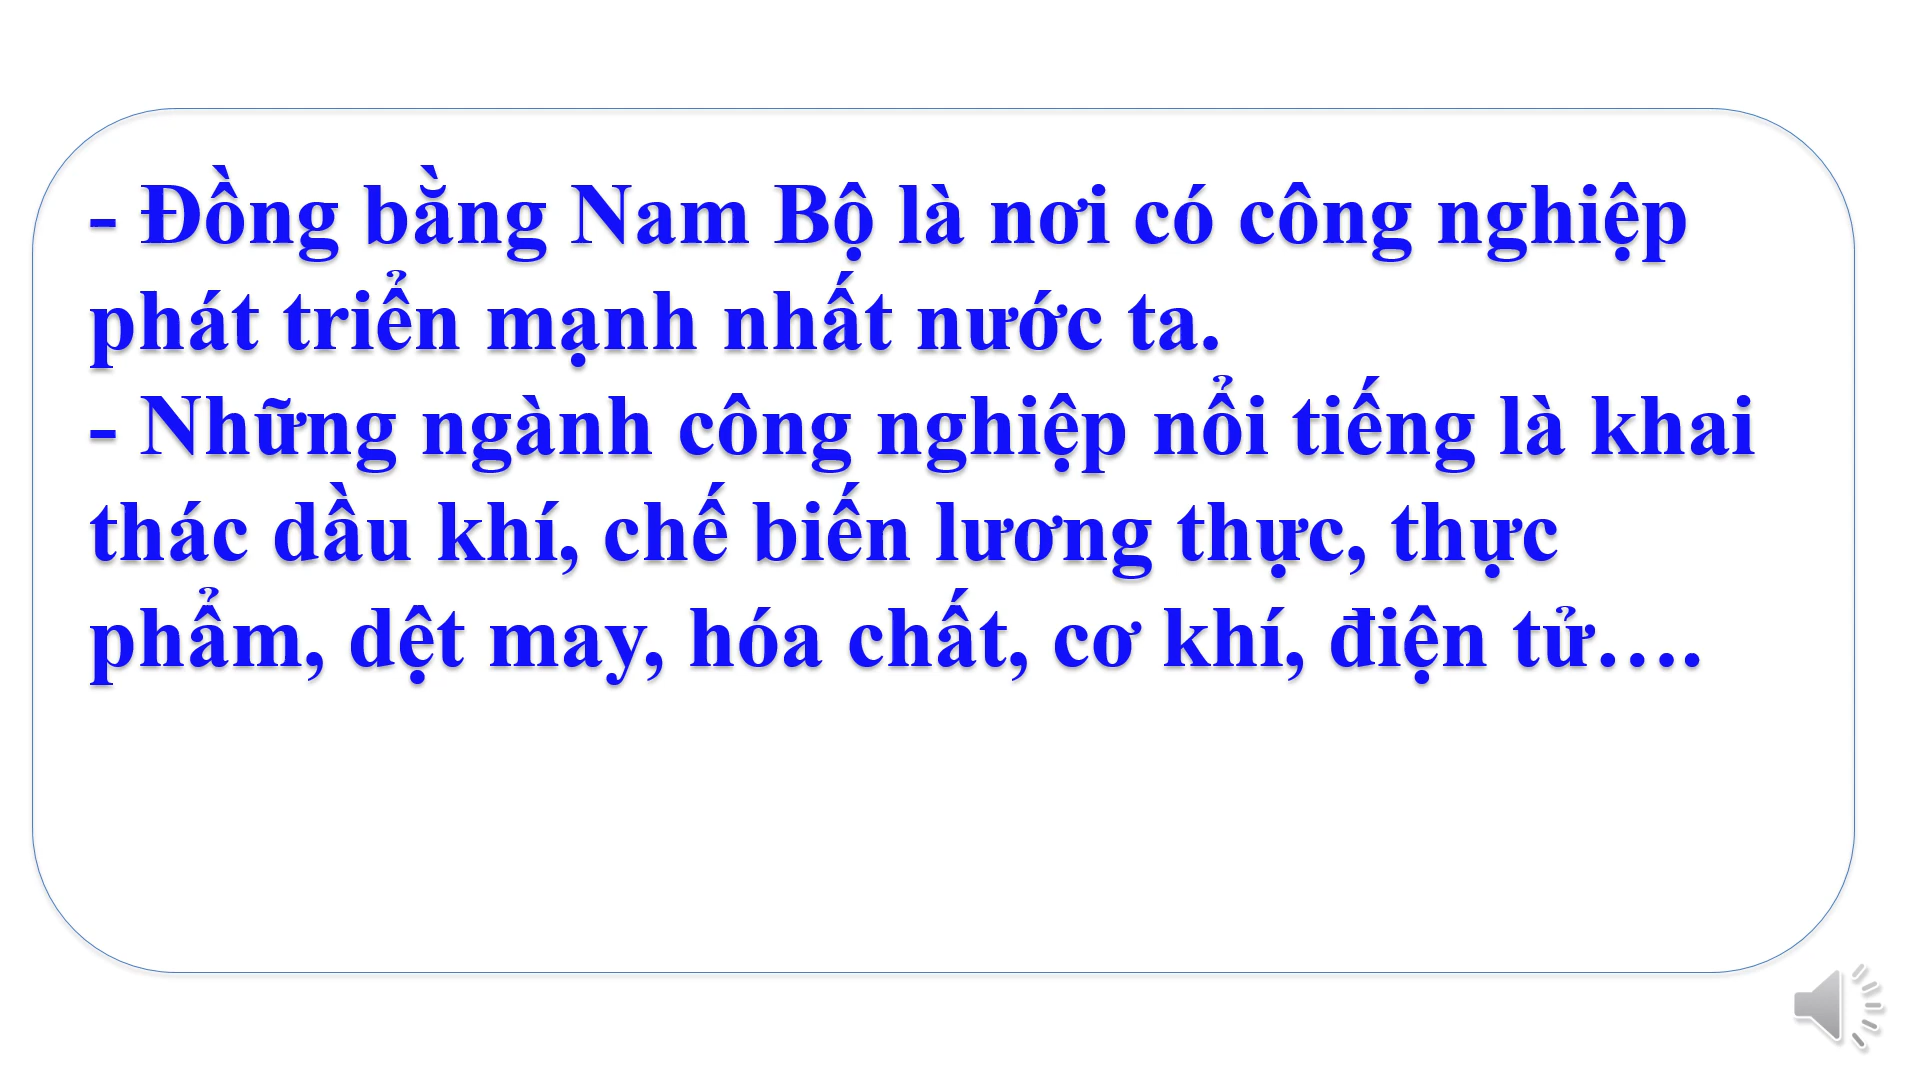 - Đồng bằng Nam Bộ là nơi có công nghiệp
phát triển mạnh nhất nước ta.
- Những ngành công nghiệp nổi tiếng là khai
thác dầu khí, chế biến lương thực, thực
phẩm, dệt may, hóa chất, cơ khí, điện tử….